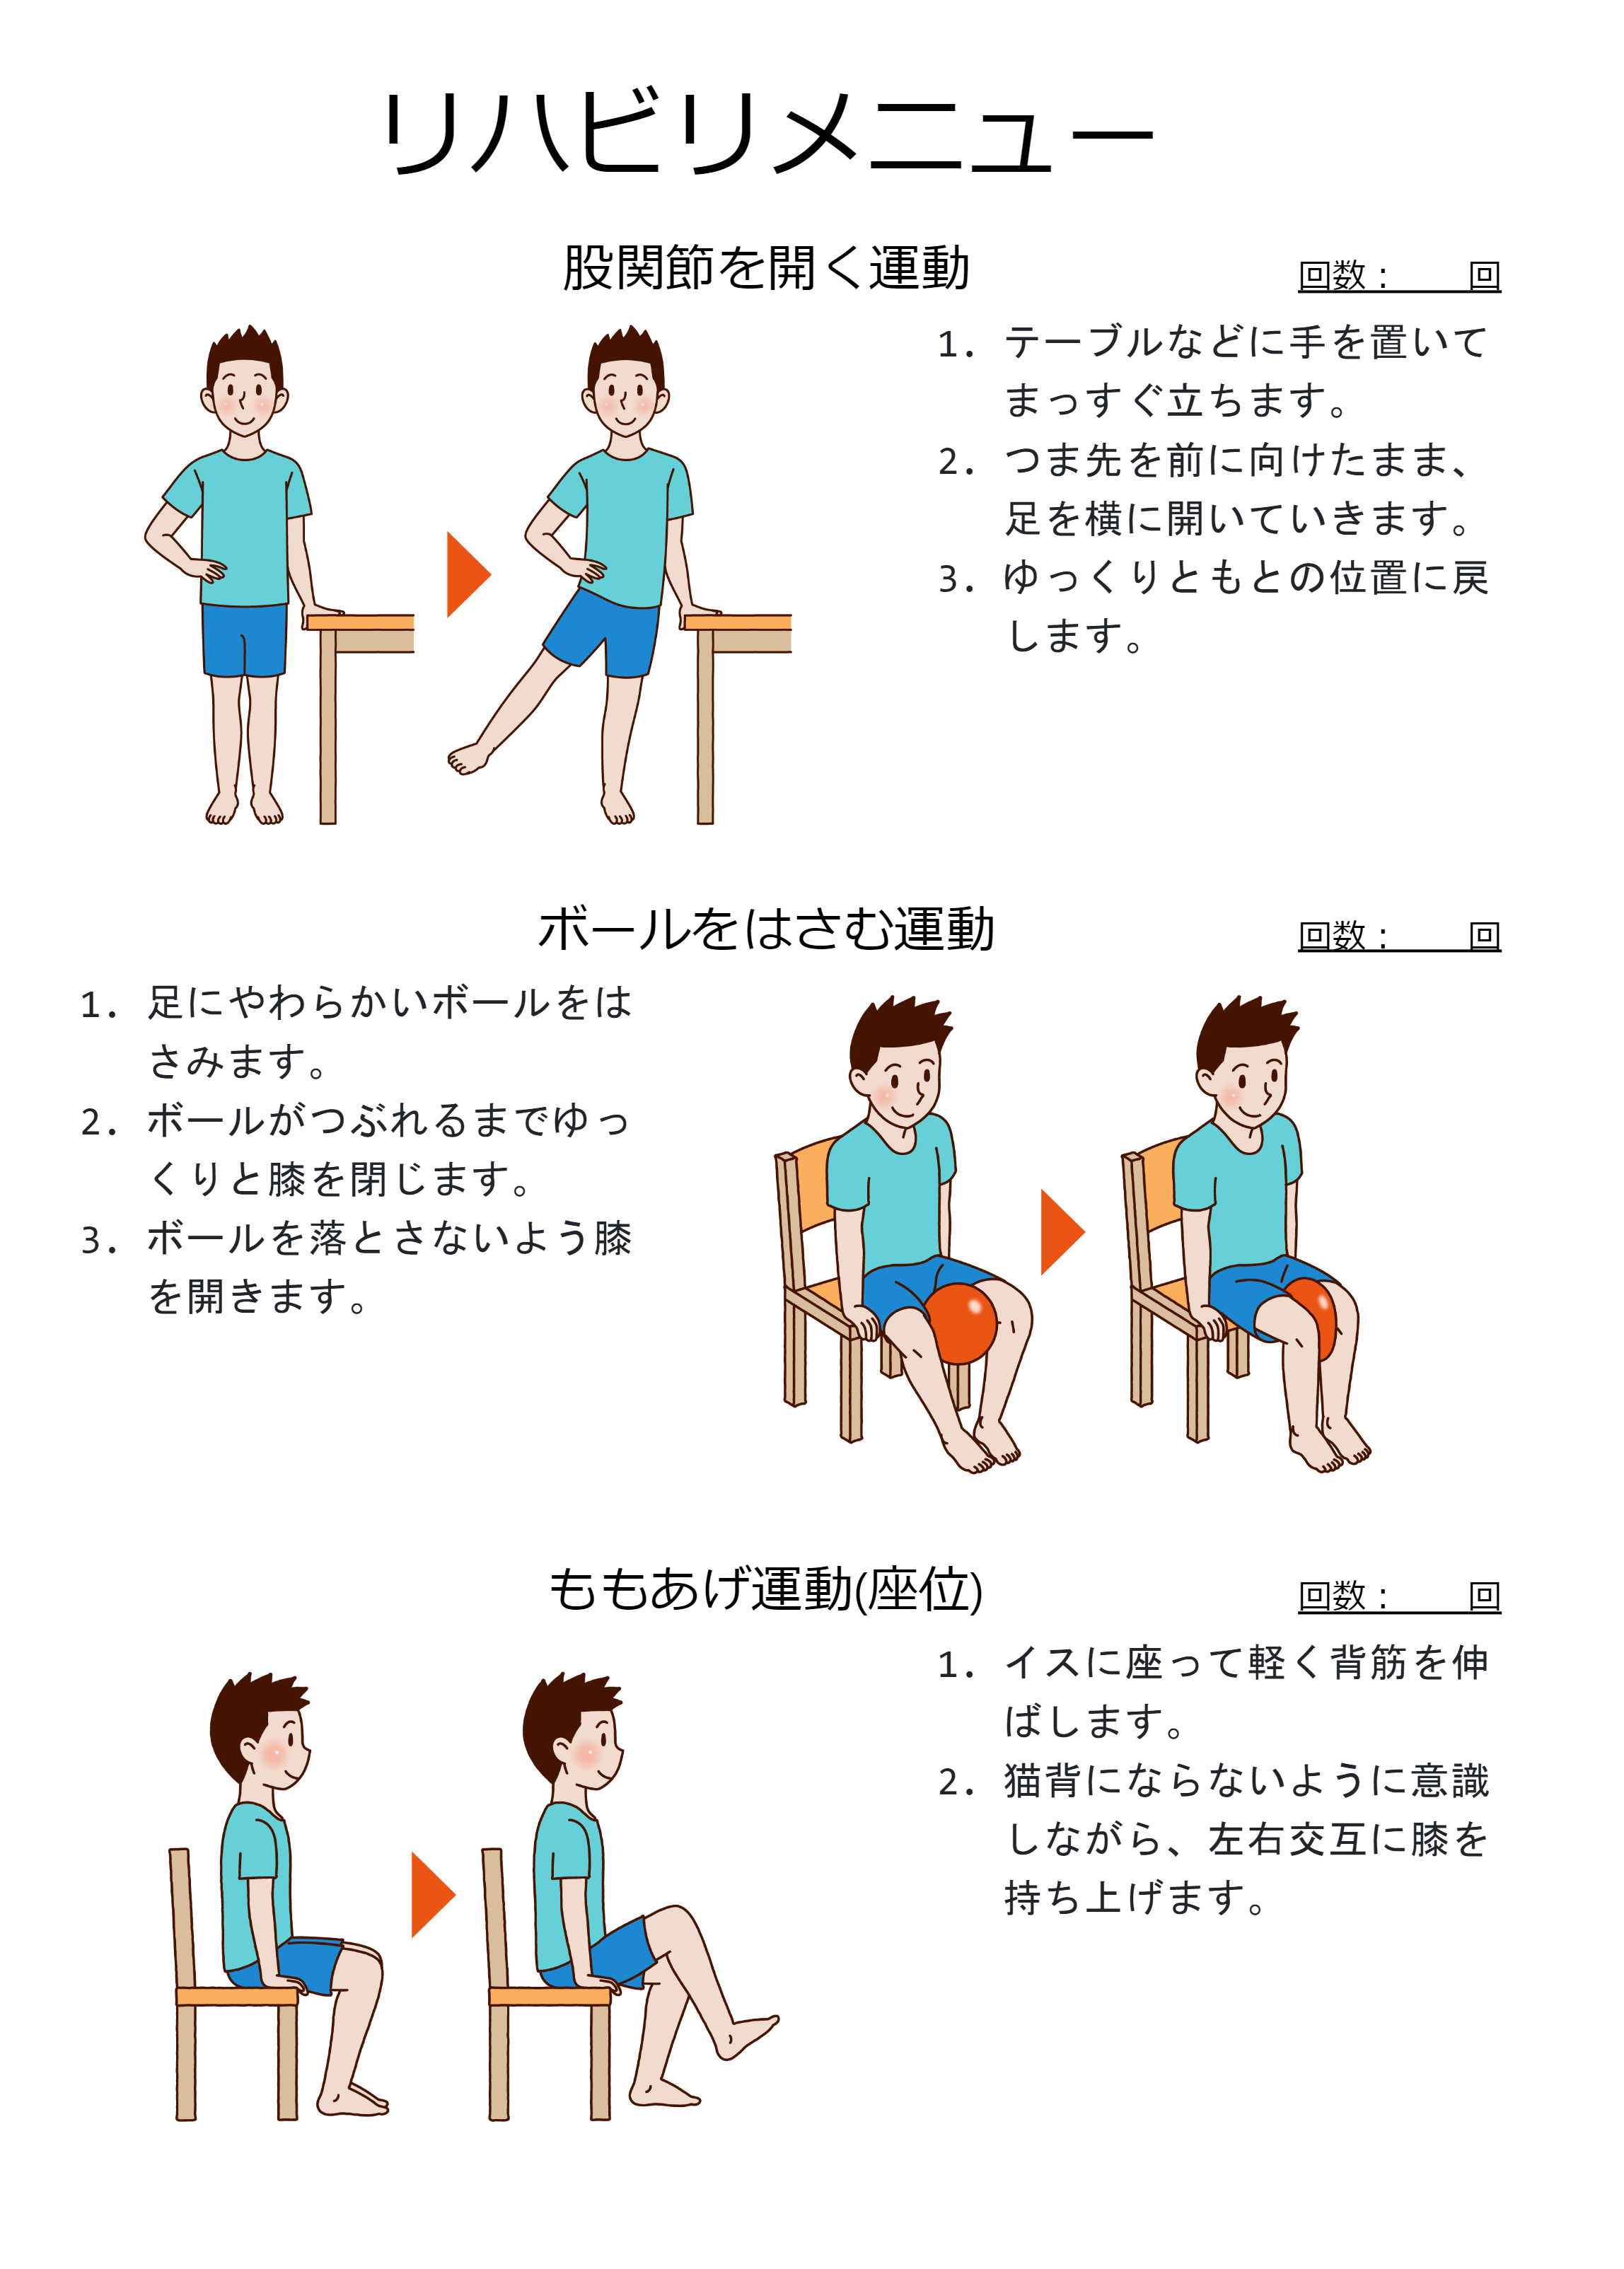 リハビリメニュー
股関節を開く運動
回数： 回
1. テーブルなどに手を置いて
まっすぐ立ちます。
2. つま先を前に向けたまま、
足を横に開いていきます。
3. ゆっくりともとの位置に戻
します。
ボールをはさむ運動
回数： 回
1. 足にやわらかいボールをは
さみます。
2. ボールがつぶれるまでゆっ
くりと膝を閉じます。
3. ボールを落とさないよう膝
を開きます。
ももあげ運動(座位)
回数： 回
1. イスに座って軽く背筋を伸
ばします。
2. 猫背にならないように意識
しながら、左右交互に膝を
持ち上げます。